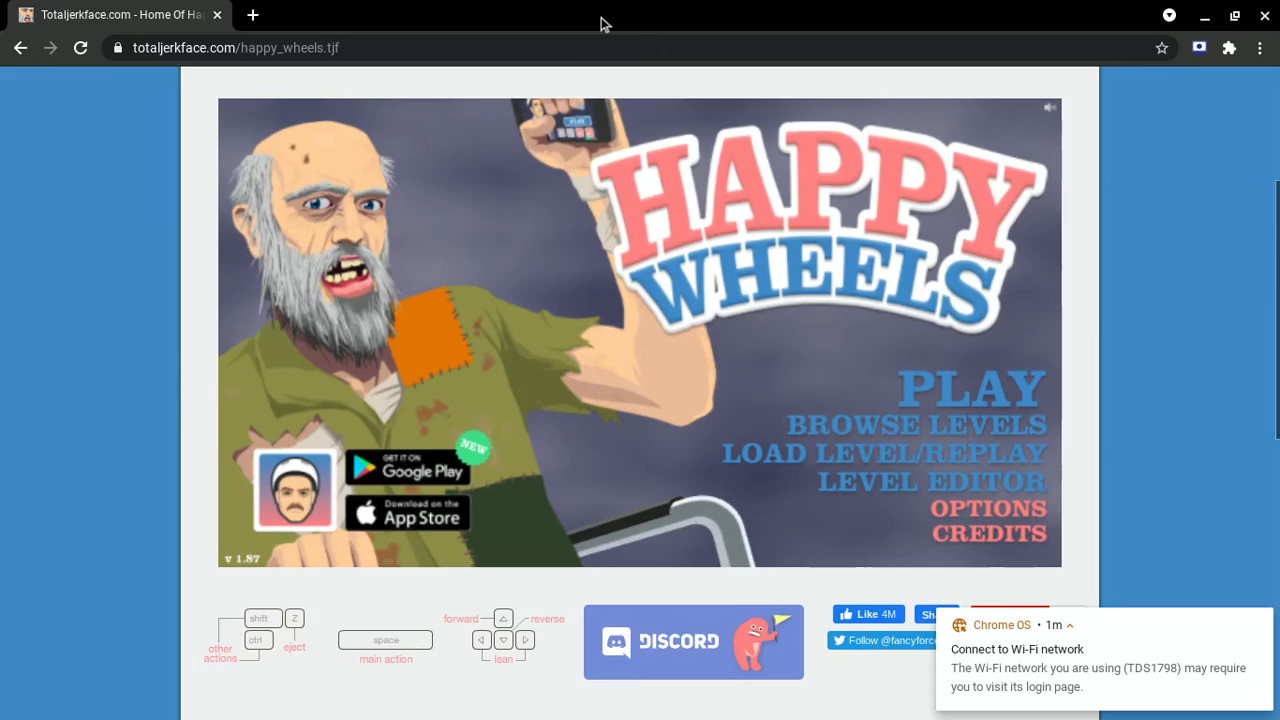 Totaljerkface.com - Home Of Ha
totaljerkface.com/happy_wheels.tjf
HAPPY
WHEELS
PLAY
BROWSE LEVELS
LOAD LEVEL/REPLAY
LEVEL EDITOR
OPTIONS
CREDITS
NEW
GET IT ON
Google Play
Download on the
App Store
v 1.87
shift
Z
ctrl
other
actions
eject
space
main action
forward
reverse
lean
DISCORD
Like 4M
Sha
Follow @fancyforce
Chrome OS • 1m
Connect to Wi-Fi network
The Wi-Fi network you are using (TDS1798) may require
you to visit its login page.